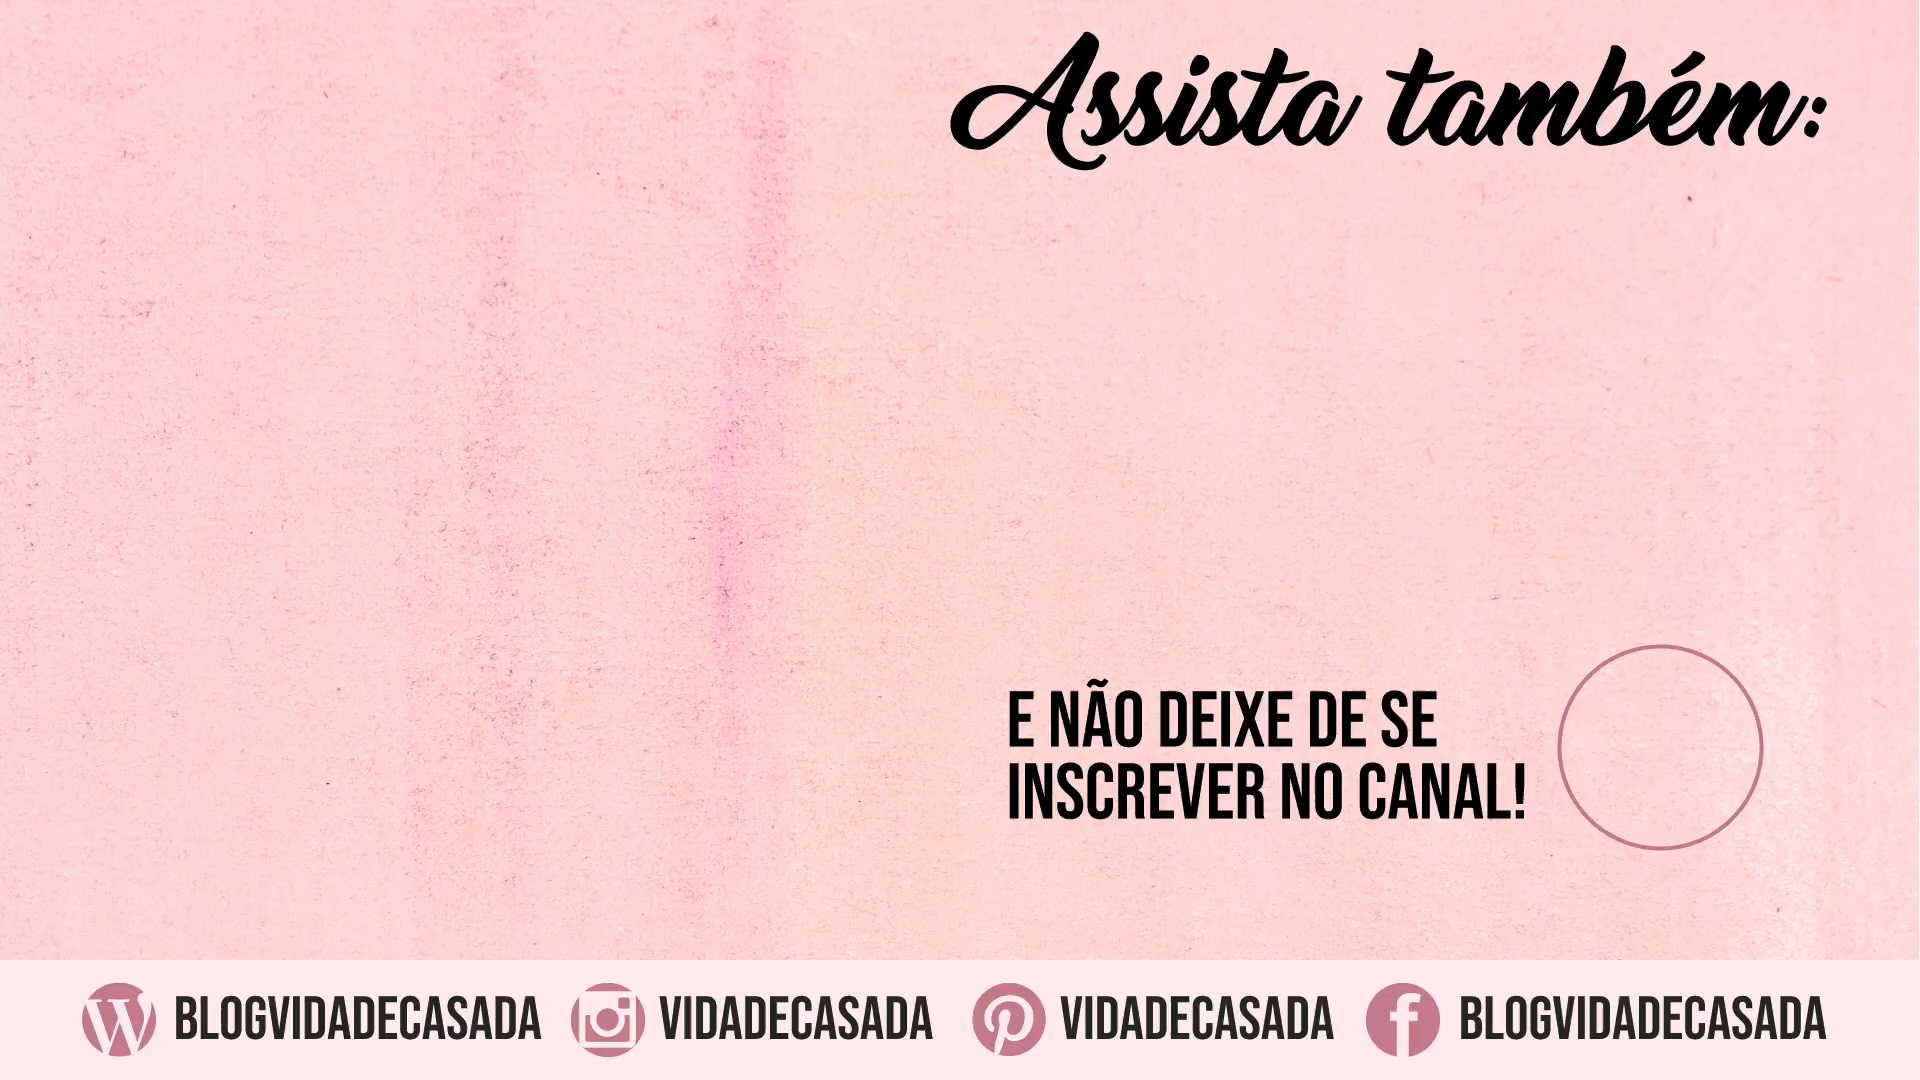 Assista também:
E NÃO DEIXE DE SE
INSCREVER NO CANAL!
BLOGVIDADECASADA VIDADECASADA VIDADECASADA BLOGVIDADECASADA